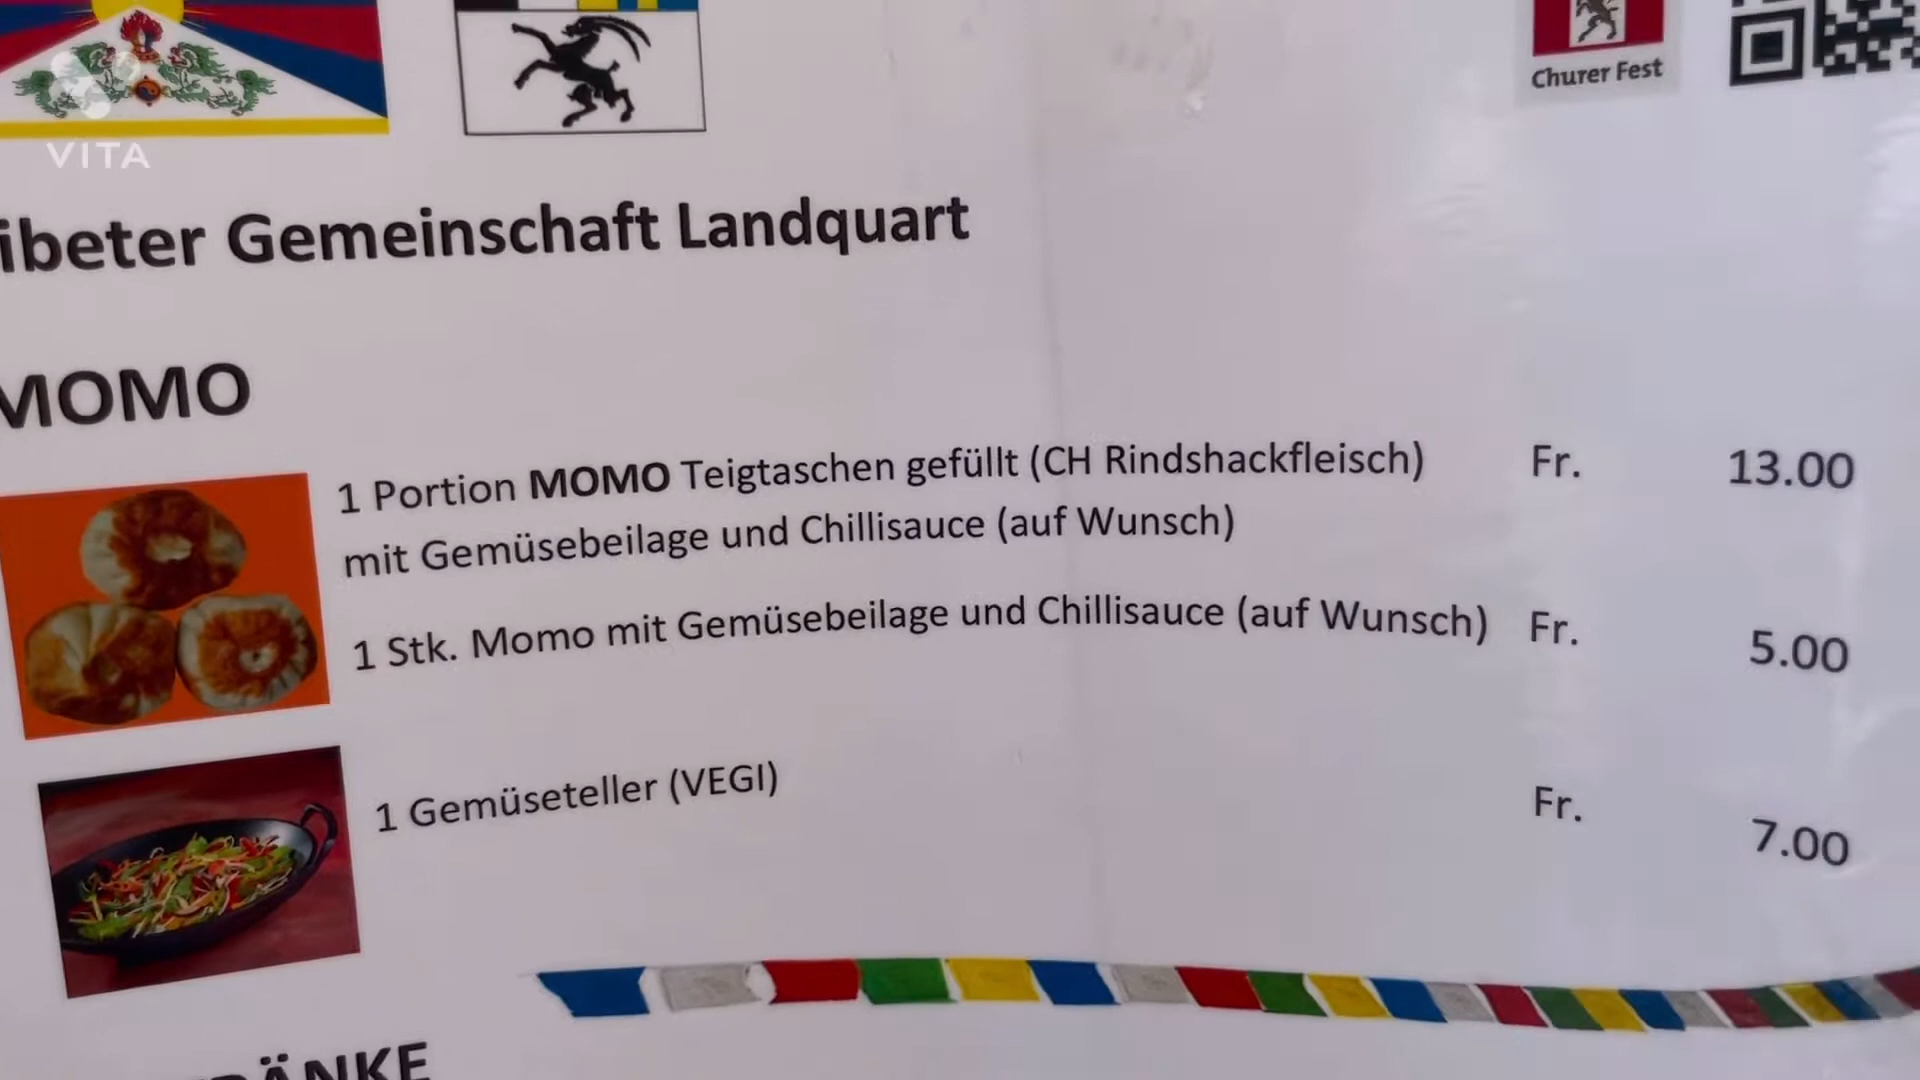 VITA
Churer Fest
ibeter Gemeinschaft Landquart
MOMO
1 Portion MOMO Teigtaschen gefüllt (CH Rindshackfleisch) Fr. 13.00
mit Gemüsebeilage und Chillisauce (auf Wunsch)
1 Stk. Momo mit Gemüsebeilage und Chillisauce (auf Wunsch) Fr. 5.00
1 Gemüseteller (VEGI) Fr. 7.00
RÄNKE